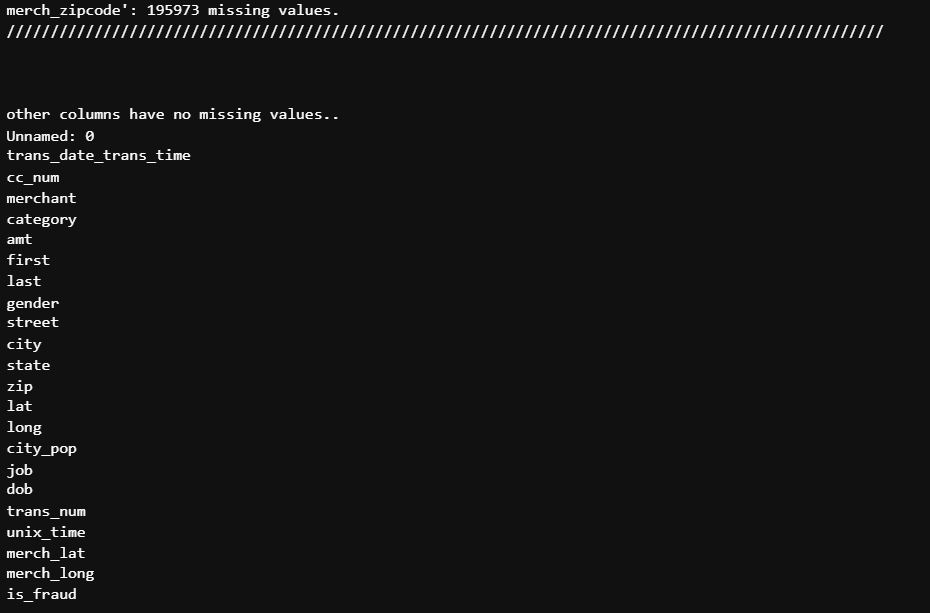 merch_zipcode': 195973 missing values.
////////////////////////////////////////////////////////////////////////////////////////////////////
other columns have no missing values..
Unnamed: 0
trans_date_trans_time
cc_num
merchant
category
amt
first
last
gender
street
city
state
zip
lat
long
city_pop
job
dob
trans_num
unix_time
merch_lat
merch_long
is_fraud